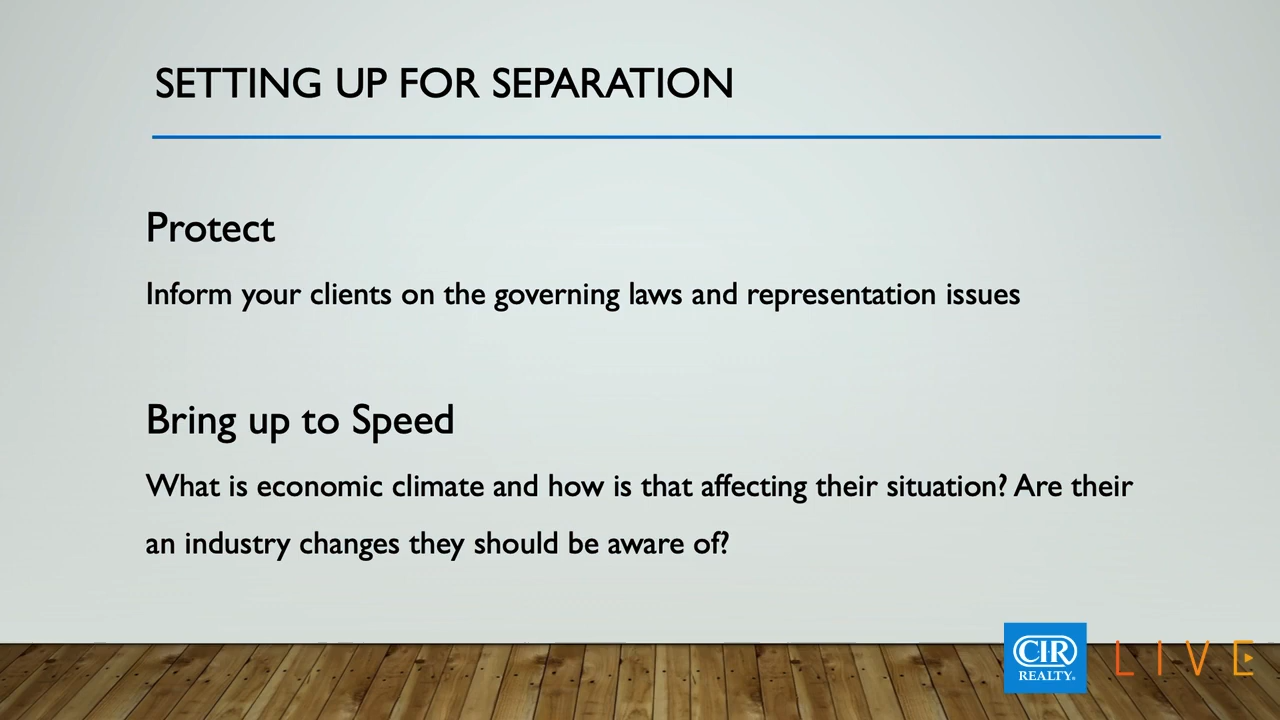 SETTING UP FOR SEPARATION
Protect
Inform your clients on the governing laws and representation issues
Bring up to Speed
What is economic climate and how is that affecting their situation? Are their
an industry changes they should be aware of?
CIR
REALTY®
LIVE